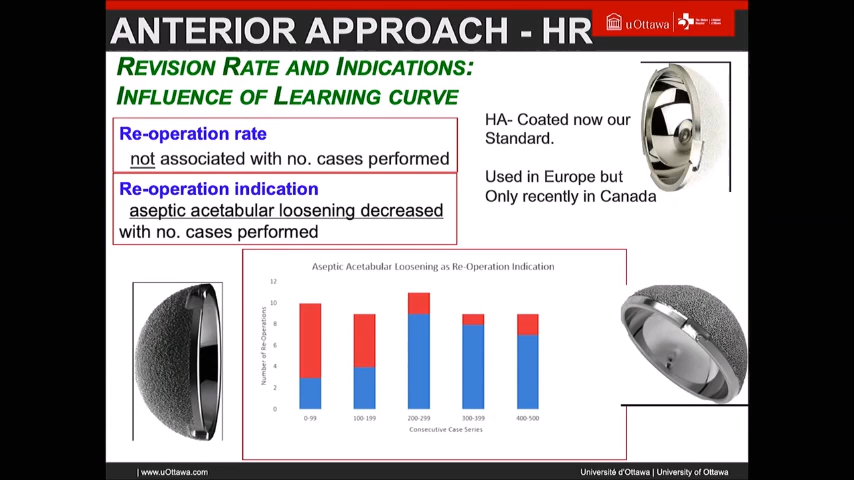 ANTERIOR APPROACH - HR
uOttawa
REVISION RATE AND INDICATIONS:
INFLUENCE OF LEARNING CURVE
Re-operation rate
not associated with no. cases performed
Re-operation indication
aseptic acetabular loosening decreased
with no. cases performed
HA- Coated now our
Standard.
Used in Europe but
Only recently in Canada
Aseptic Acetabular Loosening as Re-Operation Indication
Number of Re-Operations
12
10
8
6
4
2
0
0-99 100-199 200-299 300-399 400-500
Consecutive Case Series
| www.uOttawa.com
Université d'Ottawa | University of Ottawa